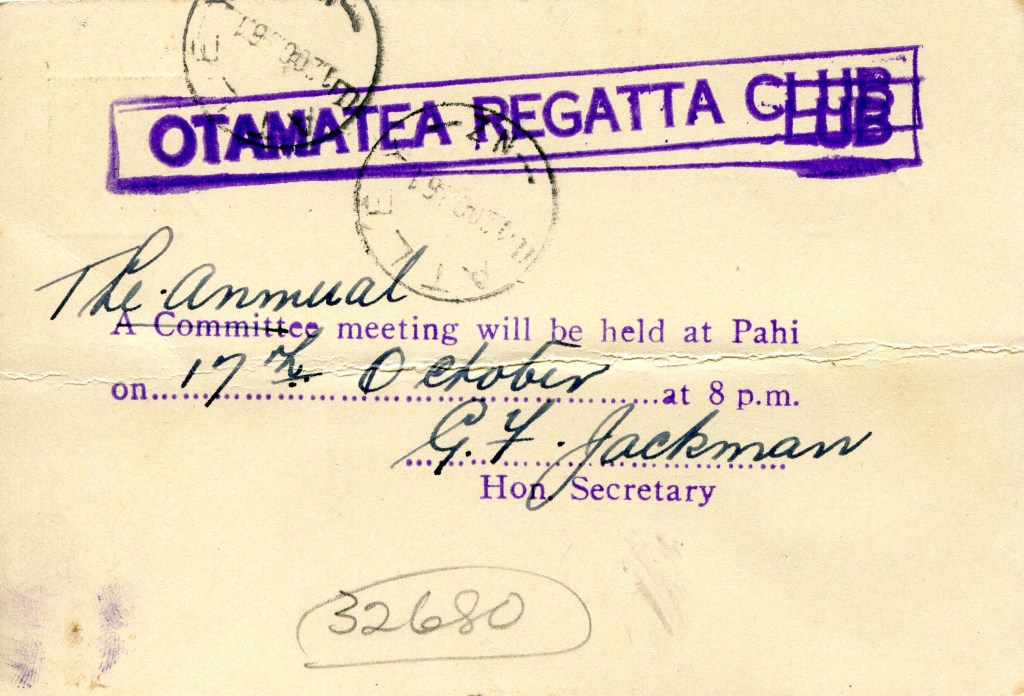 OTAMATEA REGATTA CLUB
The Annual
A Committee meeting will be held at Pahi
on 17th October at 8 p.m.
G. F. Jackman
Hon. Secretary
32680